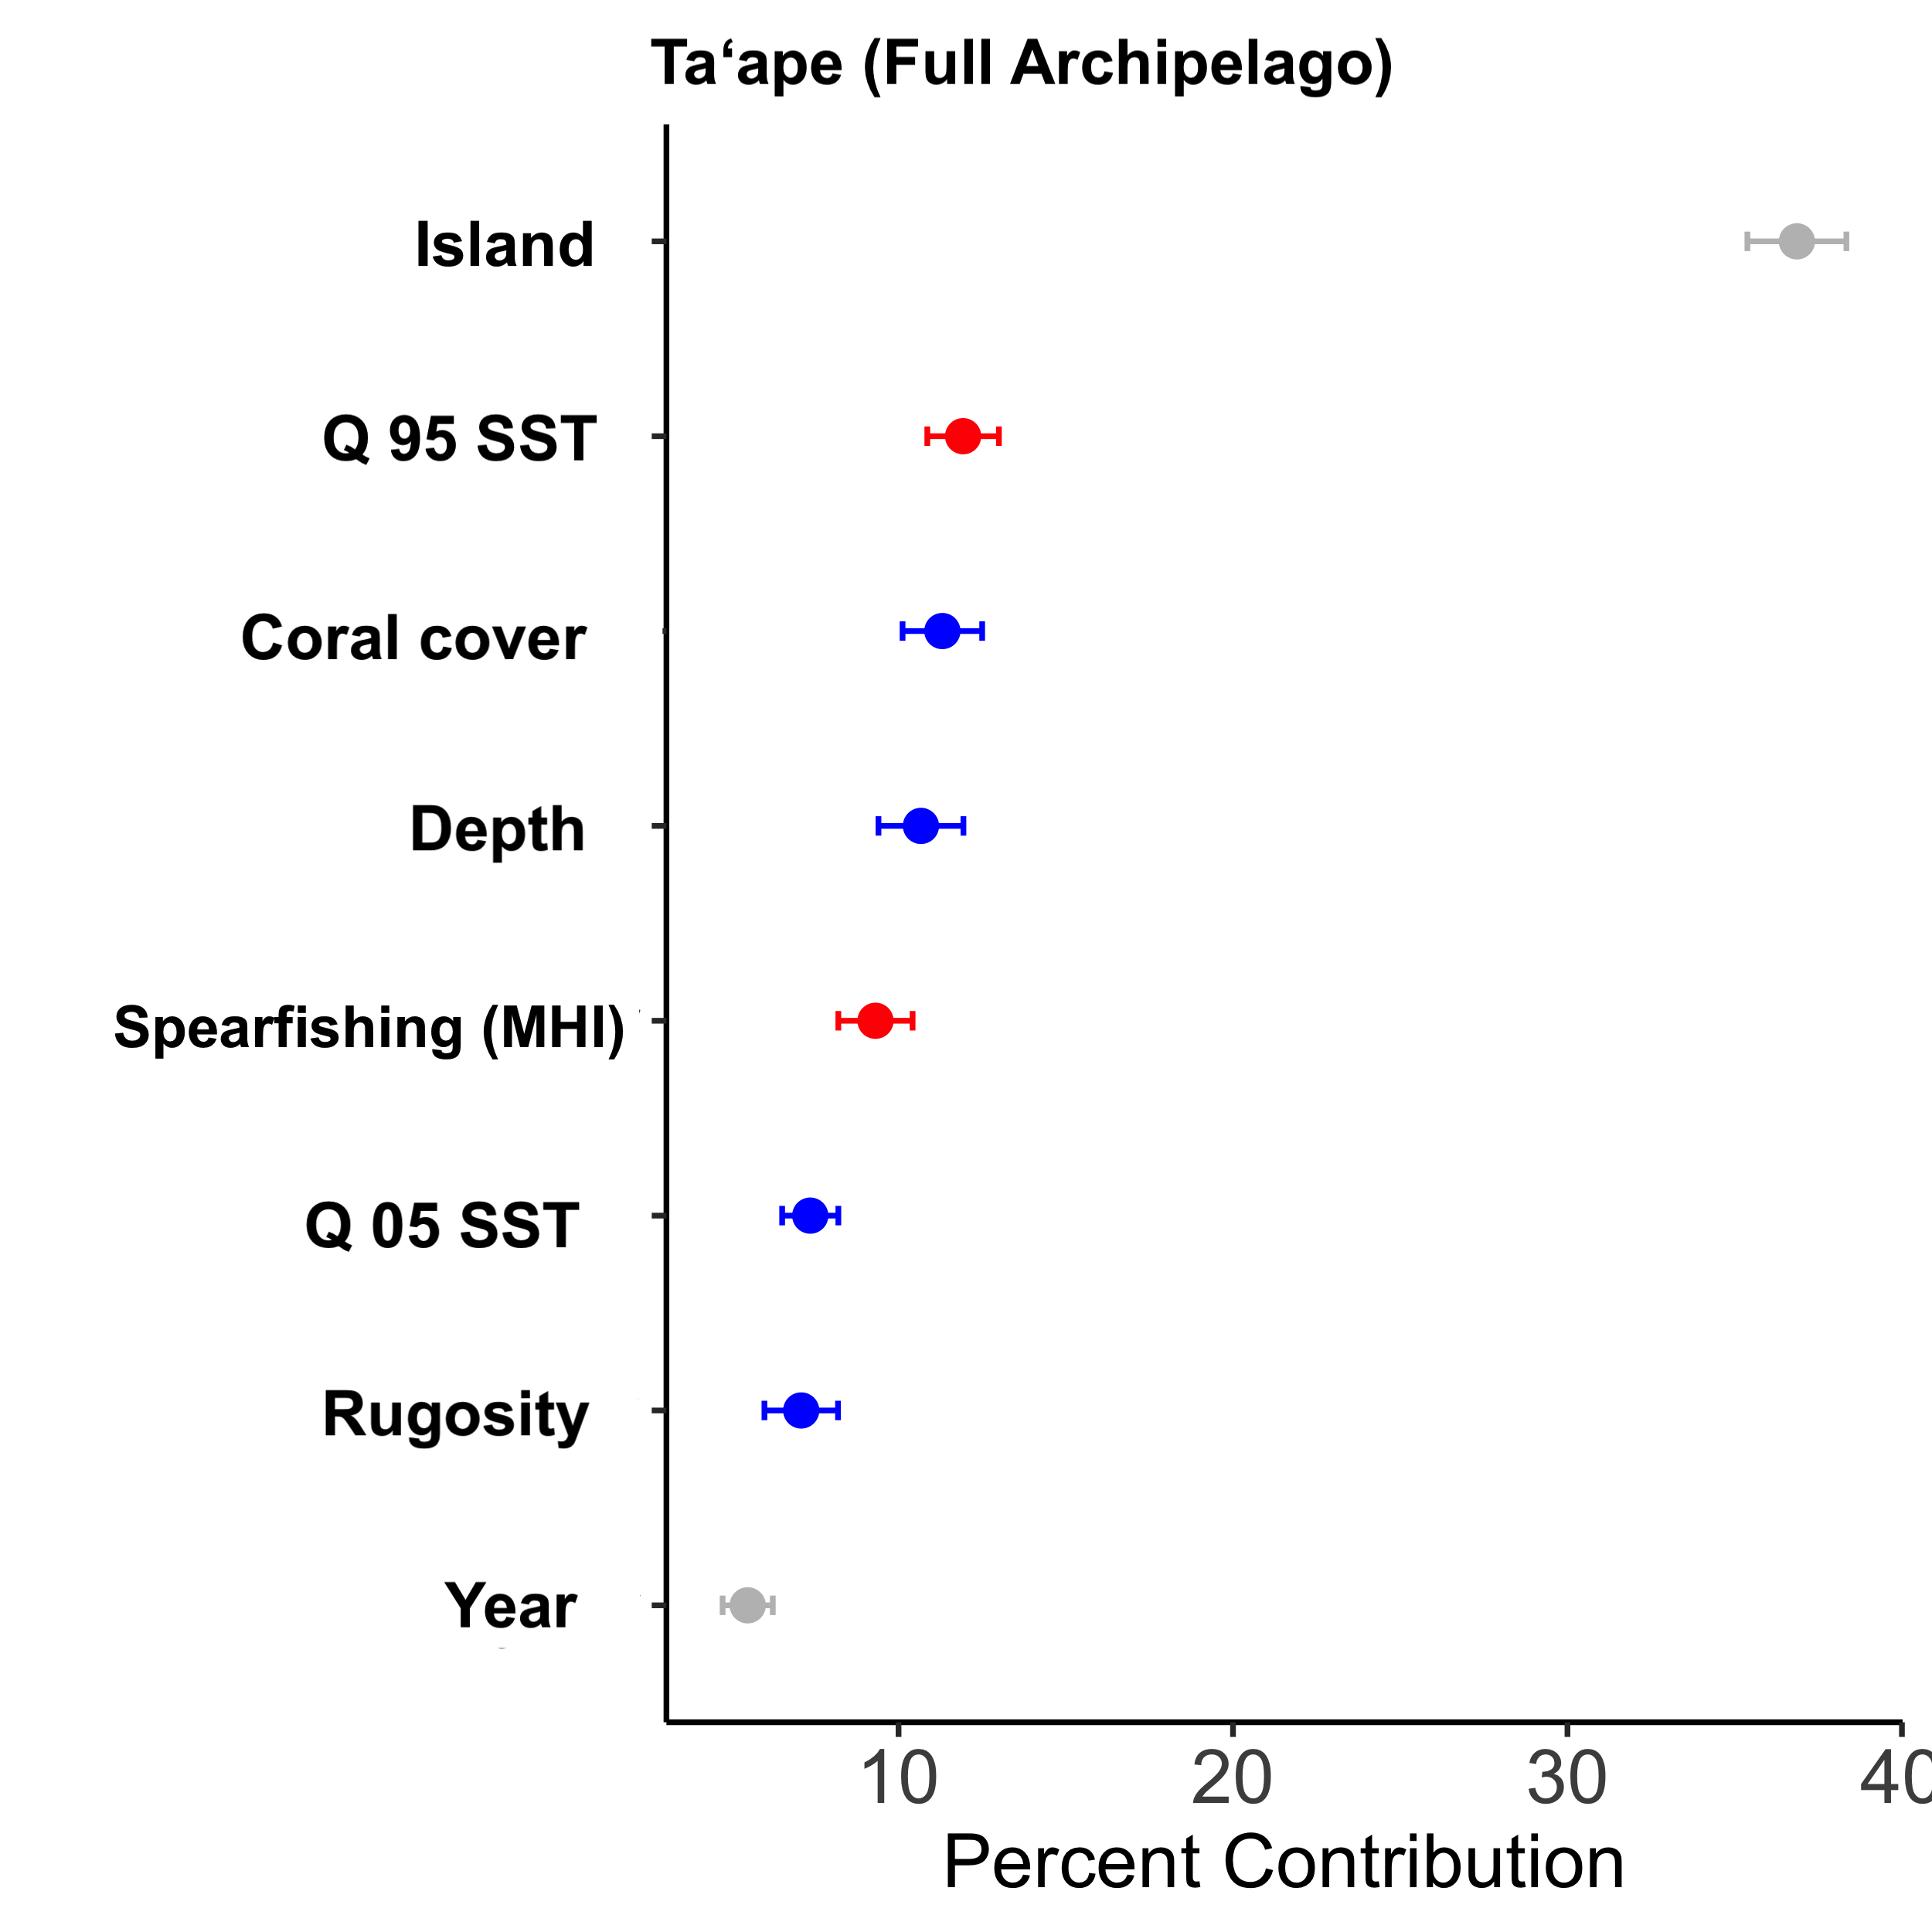 Ta‘ape (Full Archipelago)
Island
Q 95 SST
Coral cover
Depth
Spearfishing (MHI)
Q 05 SST
Rugosity
Year
10 20 30 40
Percent Contribution